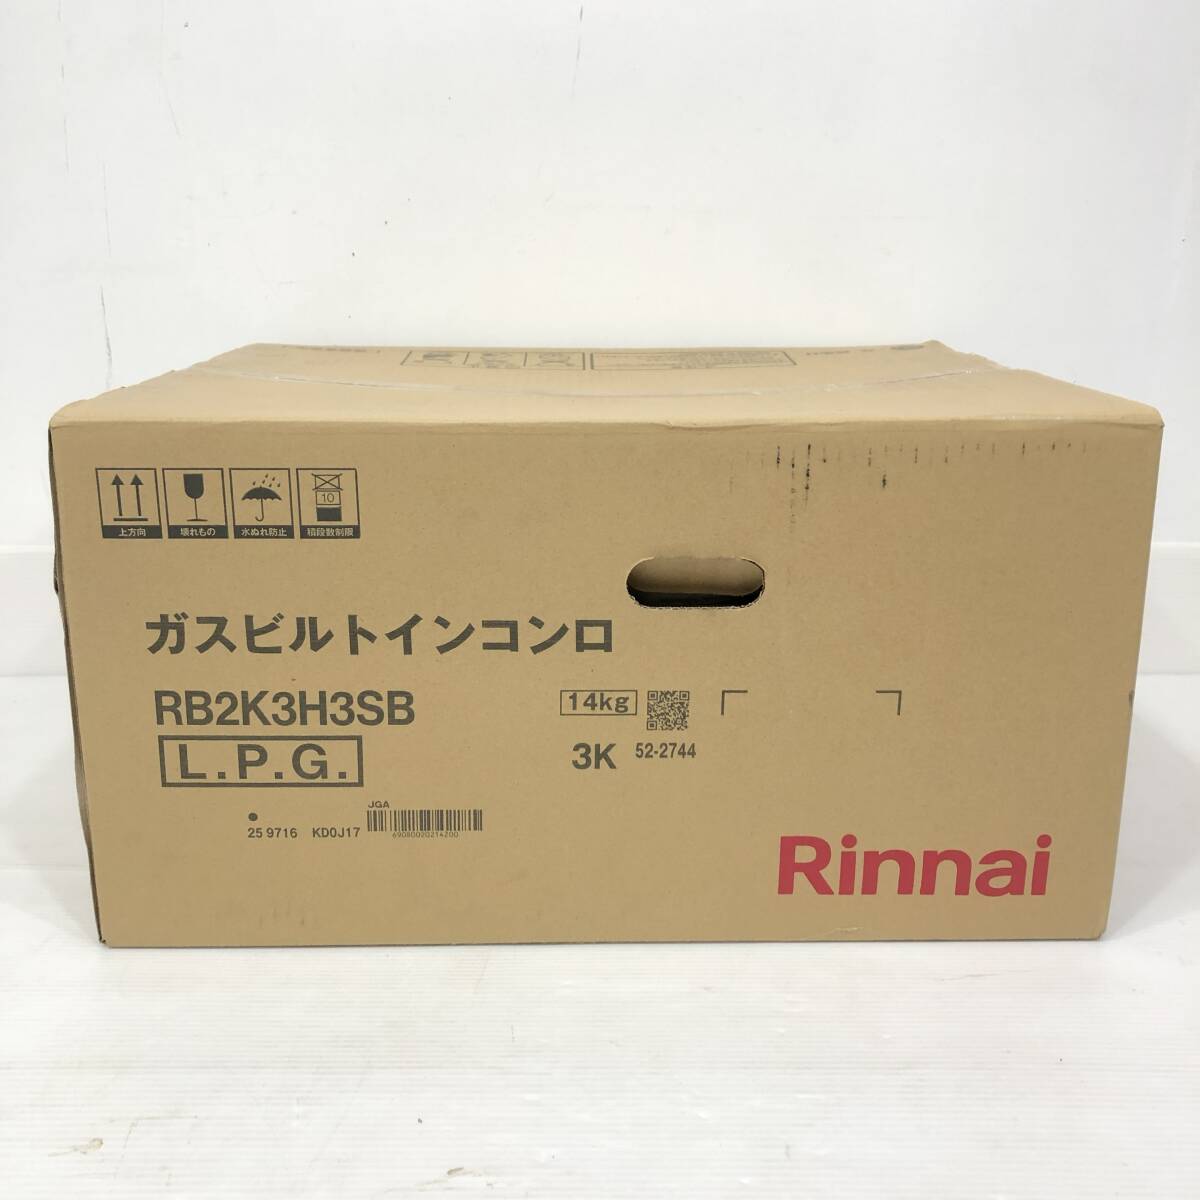 上方向
壊れもの
水ぬれ防止
10
積段数制限
ガスビルトインコンロ
RB2K3H3SB
14kg
L.P.G.
3K 52-2744
JGA
25 9716 KD0J17
6908002021420​0
Rinnai